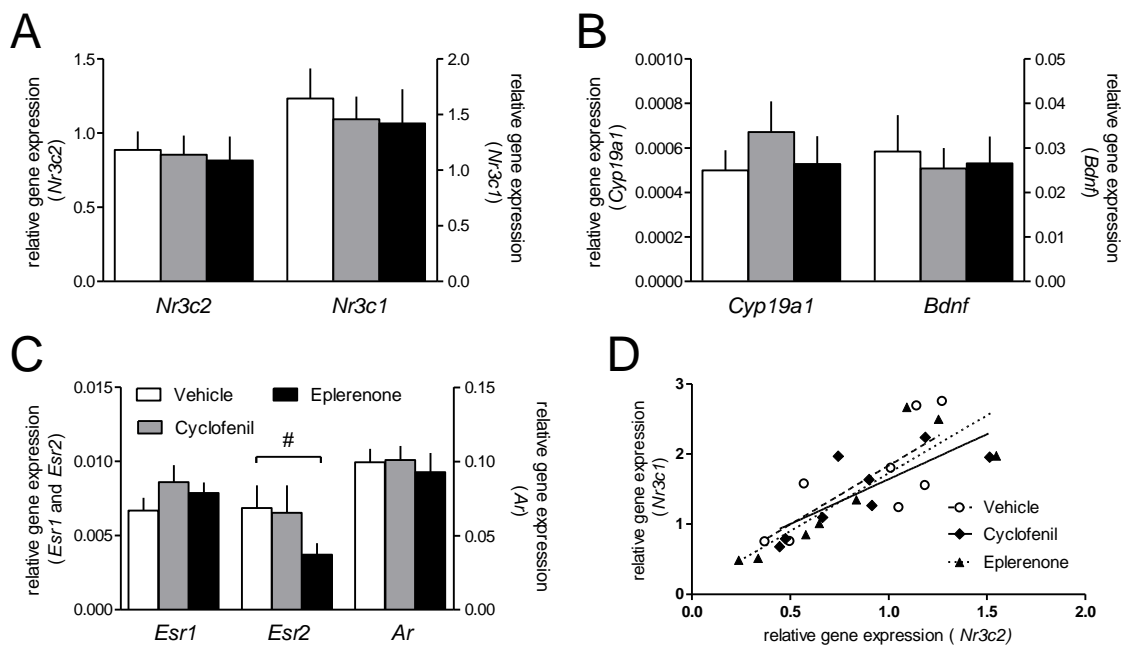 A
relative gene expression
(Nr3c2)
1.5
1.0
0.5
0.0
2.0
1.5
1.0
0.5
0.0
relative gene expression
(Nr3c1)
Nr3c2
Nr3c1
B
relative gene expression
(Cyp19a1)
0.0010
0.0008
0.0006
0.0004
0.0002
0.0000
0.05
0.04
0.03
0.02
0.01
0.00
relative gene expression
(Bdnf)
Cyp19a1
Bdnf
C
relative gene expression
(Esr1 and Esr2)
0.015
0.010
0.005
0.000
Vehicle
Eplerenone
Cyclofenil
#
0.15
0.10
0.05
0.00
relative gene expression
(Ar)
Esr1
Esr2
Ar
D
relative gene expression
(Nr3c1)
3
2
1
0
Vehicle
Cyclofenil
Eplerenone
0.0
0.5
1.0
1.5
2.0
relative gene expression ( Nr3c2)